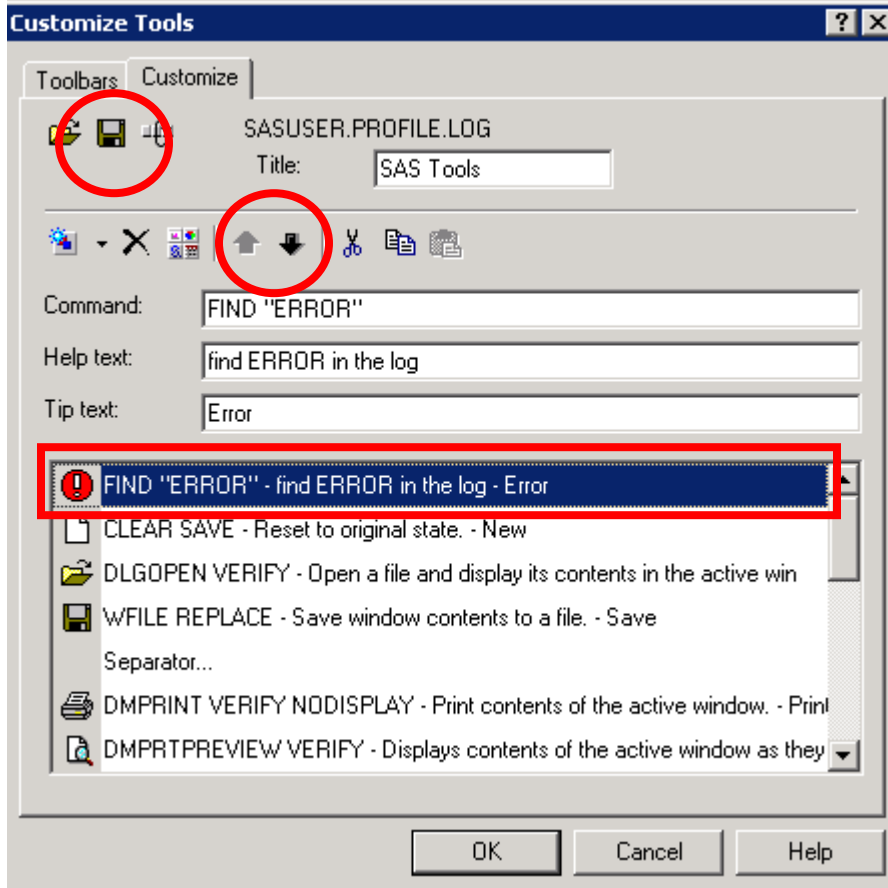 Customize Tools
Toolbars Customize
SASUSER.PROFILE.LOG
Title: SAS Tools
Command: FIND "ERROR"
Help text: find ERROR in the log
Tip text: Error
FIND "ERROR" - find ERROR in the log - Error
CLEAR SAVE - Reset to original state. - New
DLGOPEN VERIFY - Open a file and display its contents in the active win
WFILE REPLACE - Save window contents to a file. - Save
Separator...
DMPRINT VERIFY NODISPLAY - Print contents of the active window. - Print
DMPRTPREVIEW VERIFY - Displays contents of the active window as they
OK Cancel Help